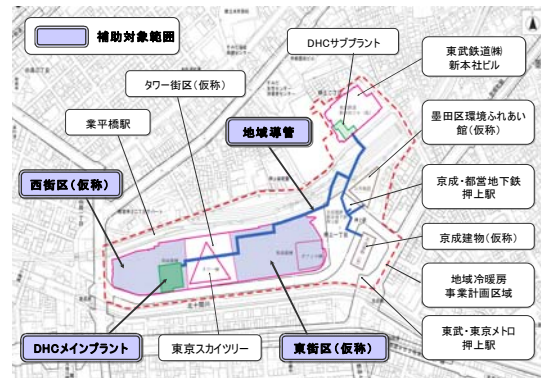 補助対象範囲
DHCサブプラント
東武鉄道㈱
新本社ビル
タワー街区(仮称)
業平橋駅
地域導管
墨田区環境ふれあい
館(仮称)
西街区(仮称)
京成・都営地下鉄
押上駅
京成建物(仮称)
地域冷暖房
事業計画区域
DHCメインプラント
東京スカイツリー
東街区(仮称)
東武・東京メトロ
押上駅
北十間川